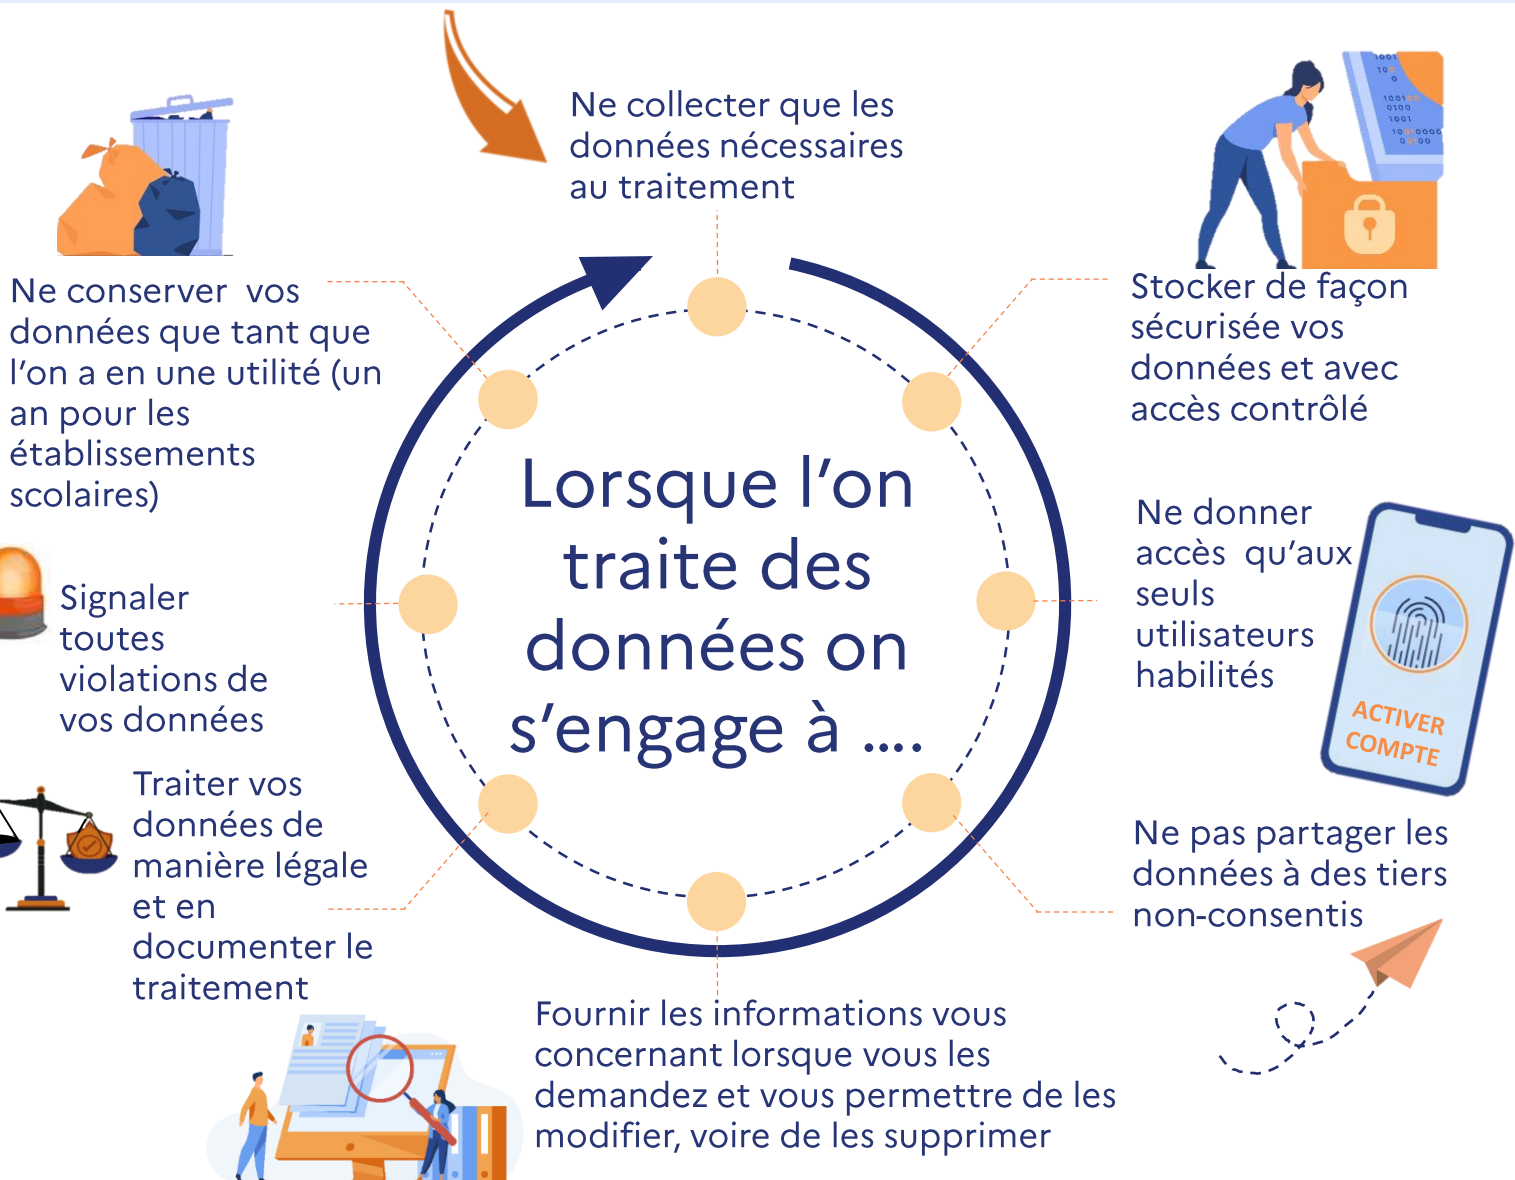 Ne collecter que les
données nécessaires
au traitement
Stocker de façon
sécurisée vos
données et avec
accès contrôlé
Ne donner
accès qu'aux
seuls
utilisateurs
habilités
ACTIVER
COMPTE
Ne pas partager les
données à des tiers
non-consentis
Fournir les informations vous
concernant lorsque vous les
demandez et vous permettre de les
modifier, voire de les supprimer
Traiter vos
données de
manière légale
et en
documenter le
traitement
Signaler
toutes
violations de
vos données
Ne conserver vos
données que tant que
l'on a en une utilité (un
an pour les
établissements
scolaires)
Lorsque l'on
traite des
données on
s'engage à ....